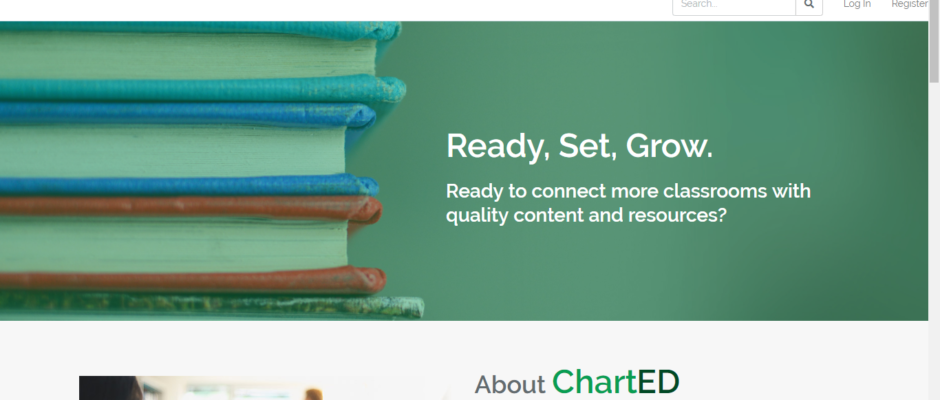 Search..
Log In
Register
Ready, Set, Grow.
Ready to connect more classrooms with
quality content and resources?
About ChartED